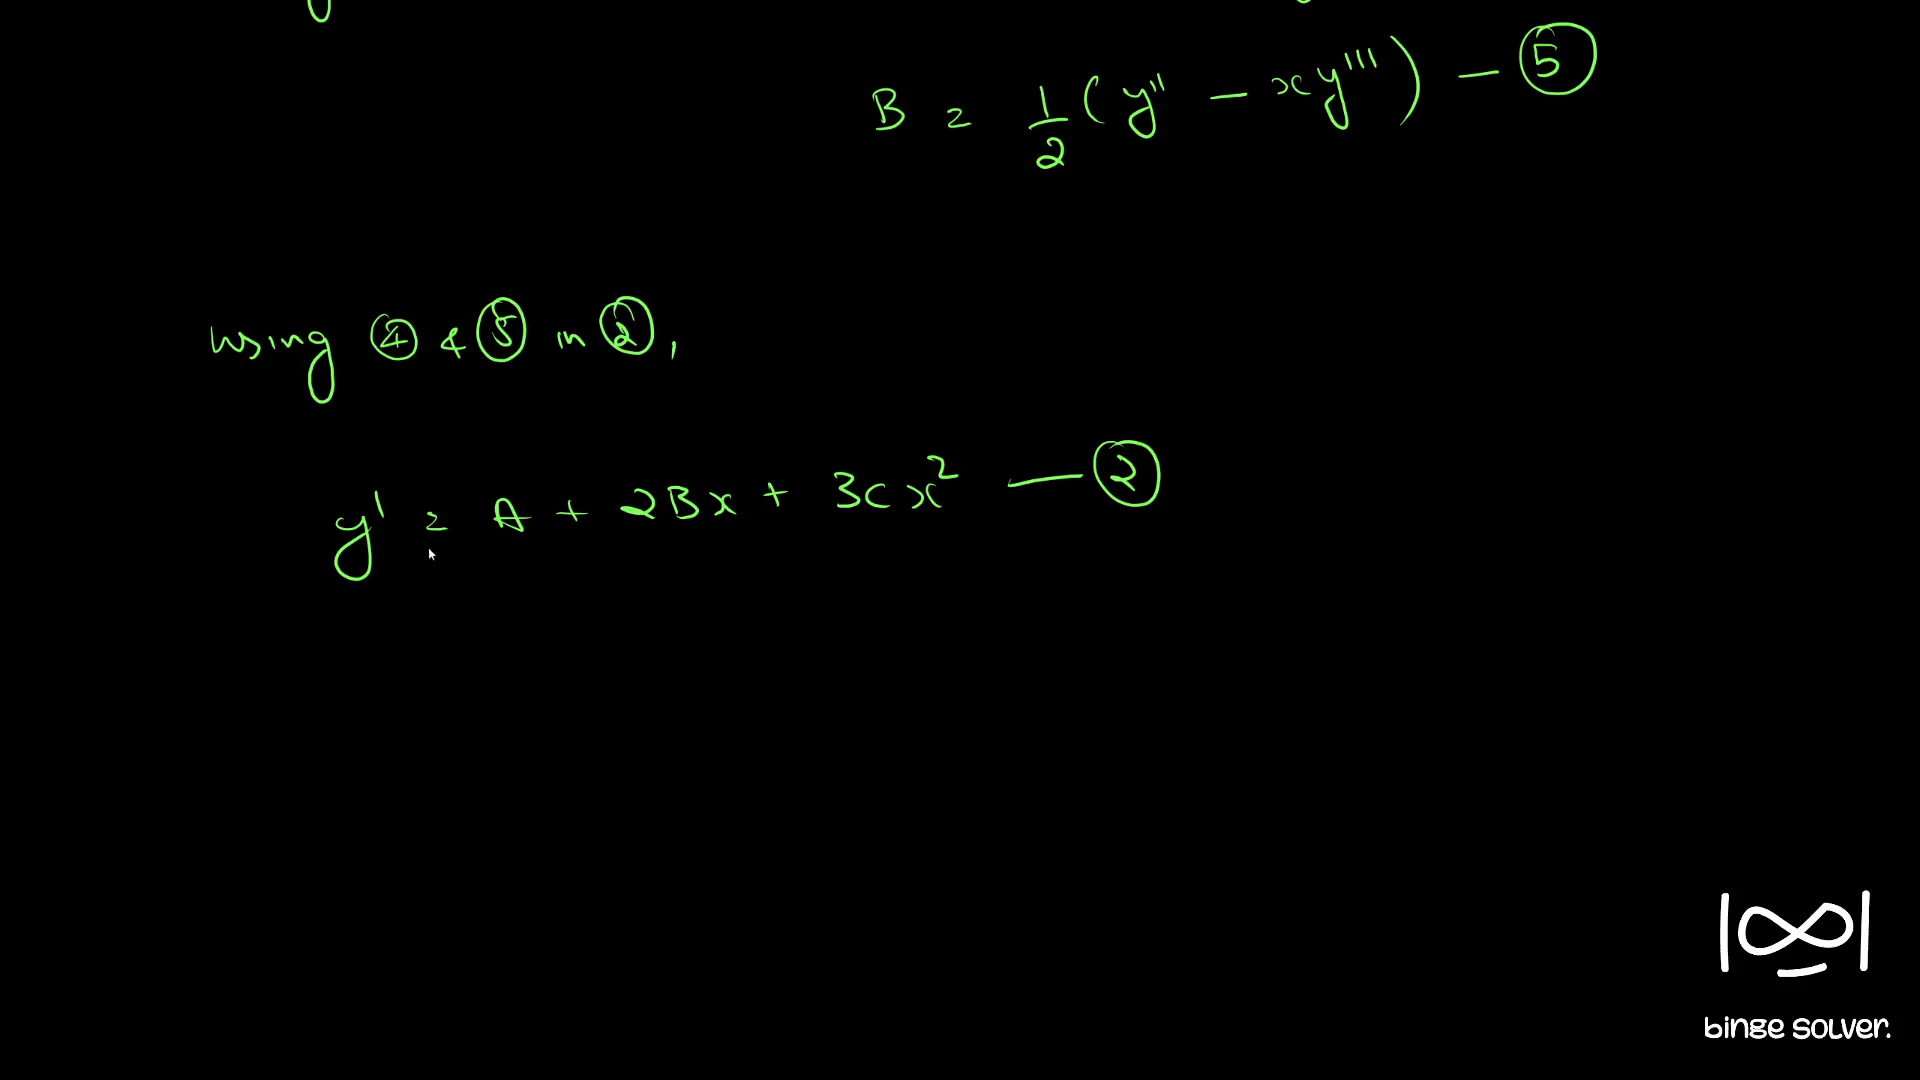 B = 1/2 (y'' - xy''') - ⑤
using ④ & ⑤ in ②,
y' = A + 2Bx + 3Cx² — ②
binge solver.